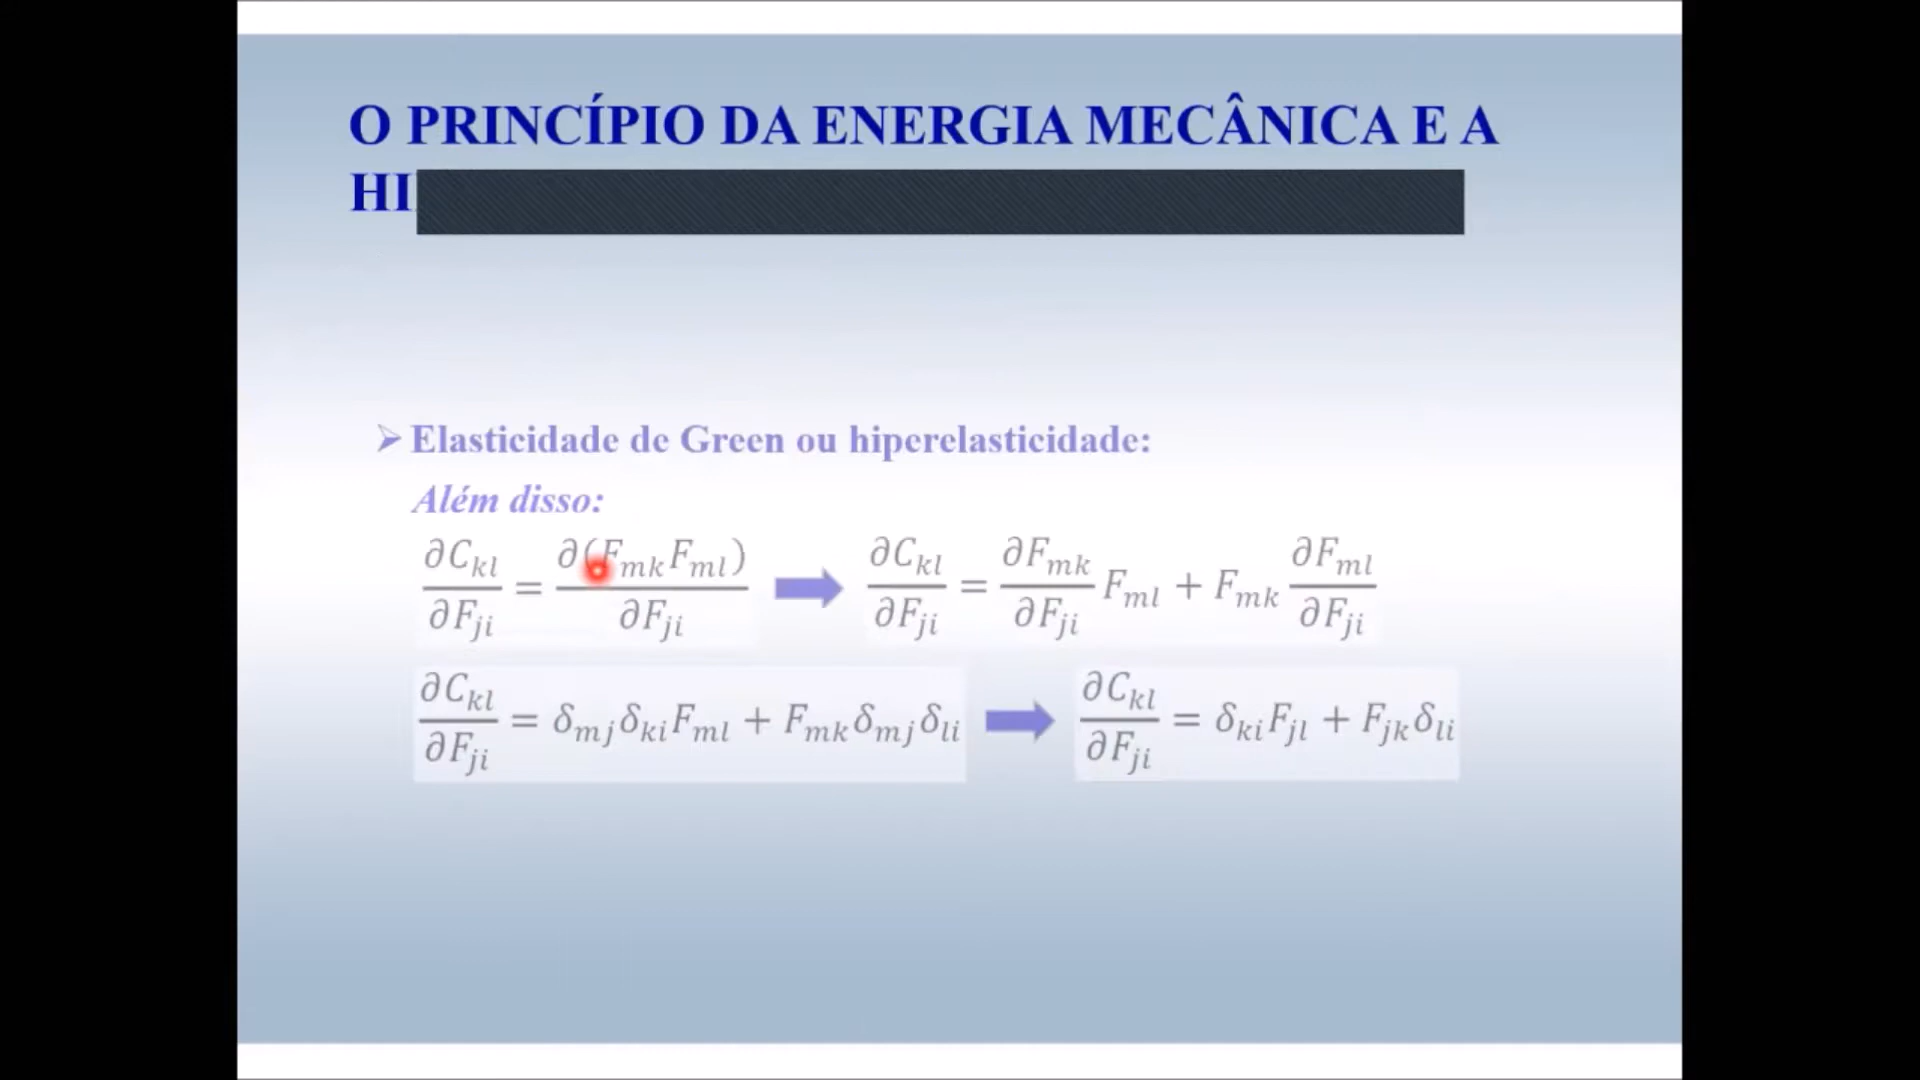 O PRINCÍPIO DA ENERGIA MECÂNICA E A
HI
➢ Elasticidade de Green ou hiperelasticidade:
Além disso:
∂C_kl/∂F_ji = ∂(F_mk F_ml)/∂F_ji ➡ ∂C_kl/∂F_ji = ∂F_mk/∂F_ji F_ml + F_mk ∂F_ml/∂F_ji
∂C_kl/∂F_ji = δ_mj δ_ki F_ml + F_mk δ_mj δ_li ➡ ∂C_kl/∂F_ji = δ_ki F_jl + F_jk δ_li